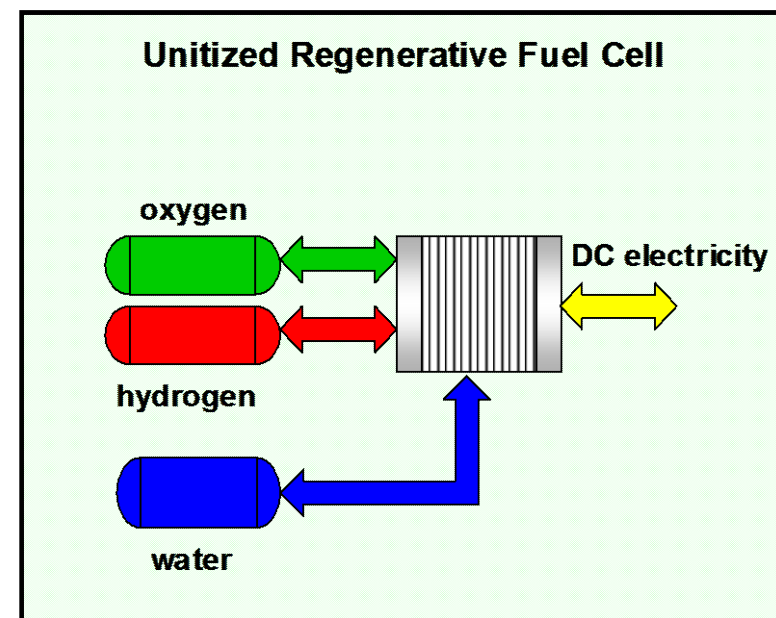 Unitized Regenerative Fuel Cell
oxygen
DC electricity
hydrogen
water